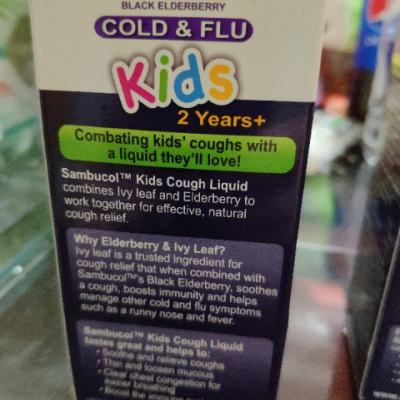 BLACK ELDERBERRY
COLD & FLU
Kids
2 Years+
Combating kids' coughs with
a liquid they'll love!
Sambucol™ Kids Cough Liquid
combines Ivy leaf and Elderberry to
work together for effective, natural
cough relief.
Why Elderberry & Ivy Leaf?
Ivy leaf is a trusted ingredient for
cough relief that when combined with
Sambucol™'s Black Elderberry, soothes
a cough, boosts immunity and helps
manage other cold and flu symptoms
such as a runny nose and fever.
Sambucol™ Kids Cough Liquid
tastes great and helps to:
• Soothe and relieve coughs
• Thin and loosen mucous
• Clear chest congestion for
easier breathing
• Boost the immune